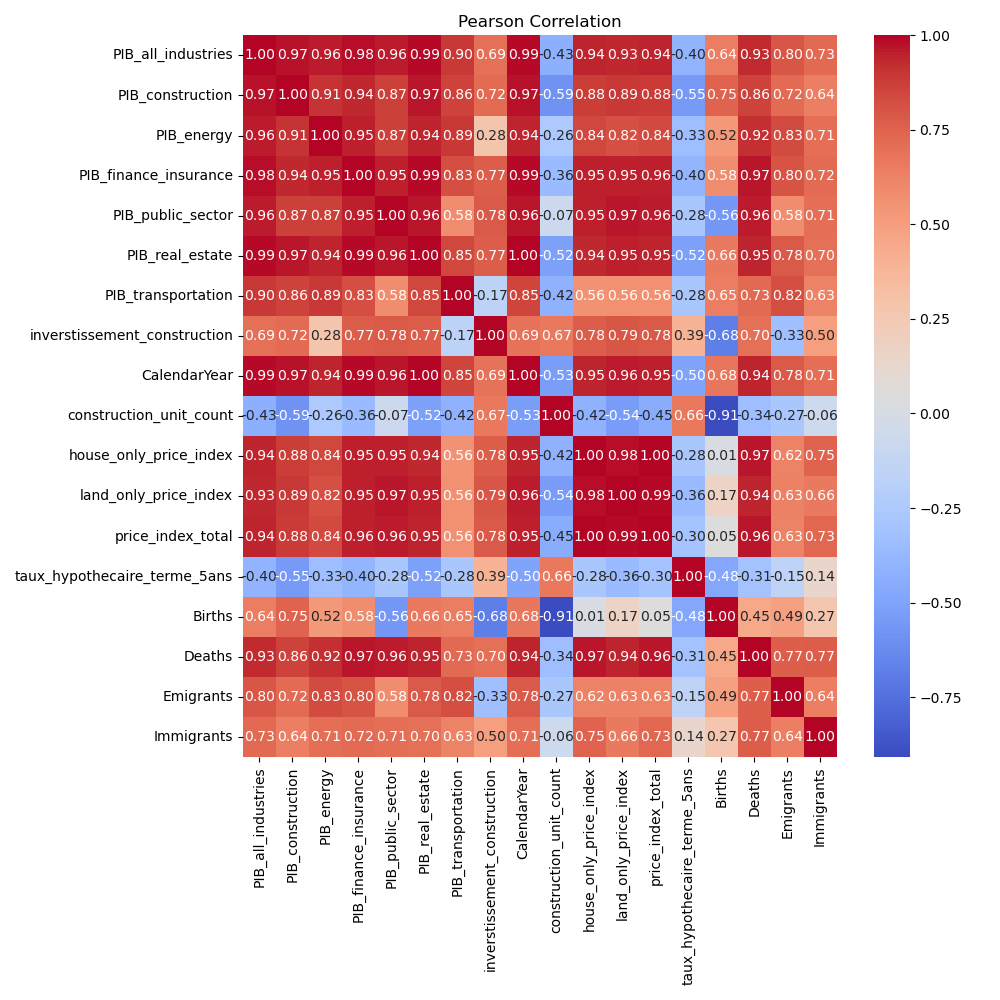 Pearson Correlation
PIB_all_industries 1.00 0.97 0.96 0.98 0.96 0.99 0.90 0.69 0.99 -0.43 0.94 0.93 0.94 -0.40 0.64 0.93 0.80 0.73
PIB_construction 0.97 1.00 0.91 0.94 0.87 0.97 0.86 0.72 0.97 -0.59 0.88 0.89 0.88 -0.55 0.75 0.86 0.72 0.64
PIB_energy 0.96 0.91 1.00 0.95 0.87 0.94 0.89 0.28 0.94 -0.26 0.84 0.82 0.84 -0.33 0.52 0.92 0.83 0.71
PIB_finance_insurance 0.98 0.94 0.95 1.00 0.95 0.99 0.83 0.77 0.99 -0.36 0.95 0.95 0.96 -0.40 0.58 0.97 0.80 0.72
PIB_public_sector 0.96 0.87 0.87 0.95 1.00 0.96 0.58 0.78 0.96 -0.07 0.95 0.97 0.96 -0.28 -0.56 0.96 0.58 0.71
PIB_real_estate 0.99 0.97 0.94 0.99 0.96 1.00 0.85 0.77 1.00 -0.52 0.94 0.95 0.95 -0.52 0.66 0.95 0.78 0.70
PIB_transportation 0.90 0.86 0.89 0.83 0.58 0.85 1.00 -0.17 0.85 -0.42 0.56 0.56 0.56 -0.28 0.65 0.73 0.82 0.63
inverstissement_construction 0.69 0.72 0.28 0.77 0.78 0.77 -0.17 1.00 0.69 0.67 0.78 0.79 0.78 0.39 -0.68 0.70 -0.33 0.50
CalendarYear 0.99 0.97 0.94 0.99 0.96 1.00 0.85 0.69 1.00 -0.53 0.95 0.96 0.95 -0.50 0.68 0.94 0.78 0.71
construction_unit_count -0.43 -0.59 -0.26 -0.36 -0.07 -0.52 -0.42 0.67 -0.53 1.00 -0.42 -0.54 -0.45 0.66 -0.91 -0.34 -0.27 -0.06
house_only_price_index 0.94 0.88 0.84 0.95 0.95 0.94 0.56 0.78 0.95 -0.42 1.00 0.98 1.00 -0.28 0.01 0.97 0.62 0.75
land_only_price_index 0.93 0.89 0.82 0.95 0.97 0.95 0.56 0.79 0.96 -0.54 0.98 1.00 0.99 -0.36 0.17 0.94 0.63 0.66
price_index_total 0.94 0.88 0.84 0.96 0.96 0.95 0.56 0.78 0.95 -0.45 1.00 0.99 1.00 -0.30 0.05 0.96 0.63 0.73
taux_hypothecaire_terme_5ans -0.40 -0.55 -0.33 -0.40 -0.28 -0.52 -0.28 0.39 -0.50 0.66 -0.28 -0.36 -0.30 1.00 -0.48 -0.31 -0.15 0.14
Births 0.64 0.75 0.52 0.58 -0.56 0.66 0.65 -0.68 0.68 -0.91 0.01 0.17 0.05 -0.48 1.00 0.45 0.49 0.27
Deaths 0.93 0.86 0.92 0.97 0.96 0.95 0.73 0.70 0.94 -0.34 0.97 0.94 0.96 -0.31 0.45 1.00 0.77 0.77
Emigrants 0.80 0.72 0.83 0.80 0.58 0.78 0.82 -0.33 0.78 -0.27 0.62 0.63 0.63 -0.15 0.49 0.77 1.00 0.64
Immigrants 0.73 0.64 0.71 0.72 0.71 0.70 0.63 0.50 0.71 -0.06 0.75 0.66 0.73 0.14 0.27 0.77 0.64 1.00
PIB_all_industries
PIB_construction
PIB_energy
PIB_finance_insurance
PIB_public_sector
PIB_real_estate
PIB_transportation
inverstissement_construction
CalendarYear
construction_unit_count
house_only_price_index
land_only_price_index
price_index_total
taux_hypothecaire_terme_5ans
Births
Deaths
Emigrants
Immigrants
1.00
0.75
0.50
0.25
0.00
−0.25
−0.50
−0.75